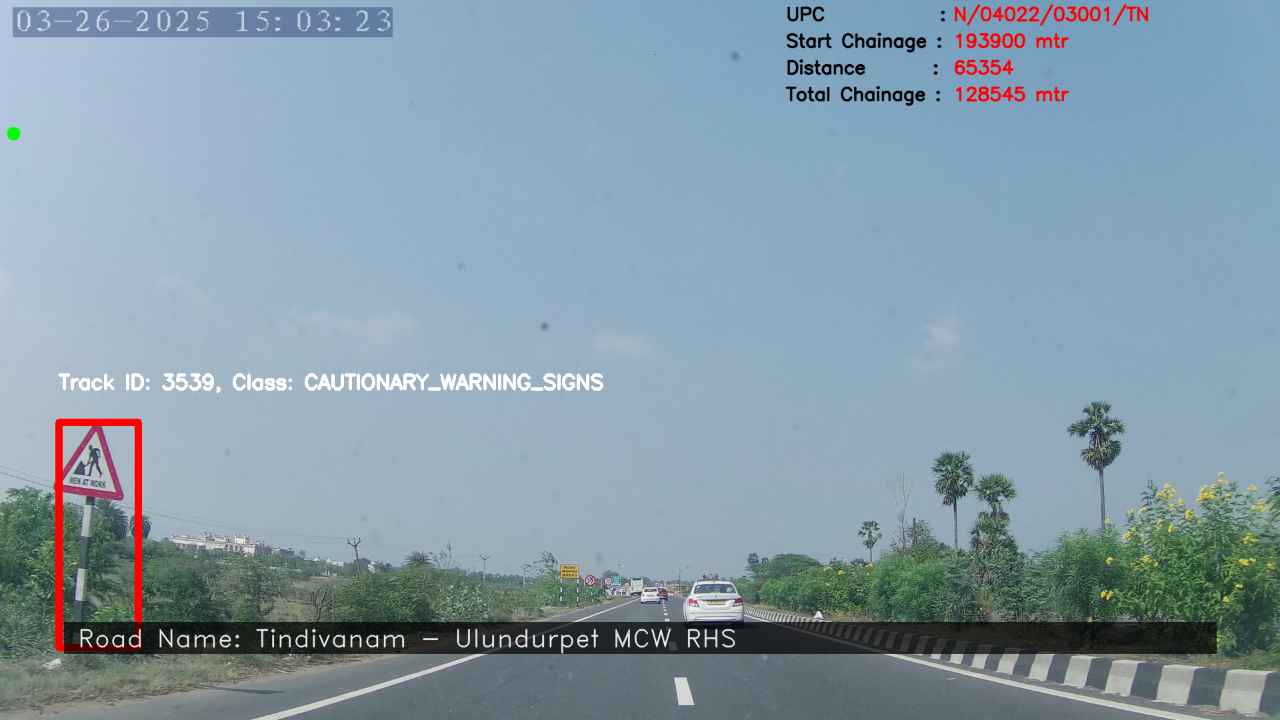 03-26-2025 15:03:23
UPC : N/04022/03001/TN
Start Chainage : 193900 mtr
Distance : 65354
Total Chainage : 128545 mtr
Track ID: 3539, Class: CAUTIONARY_WARNING_SIGNS
MEN AT WORK
Road Name: Tindivanam - Ulundurpet MCW RHS